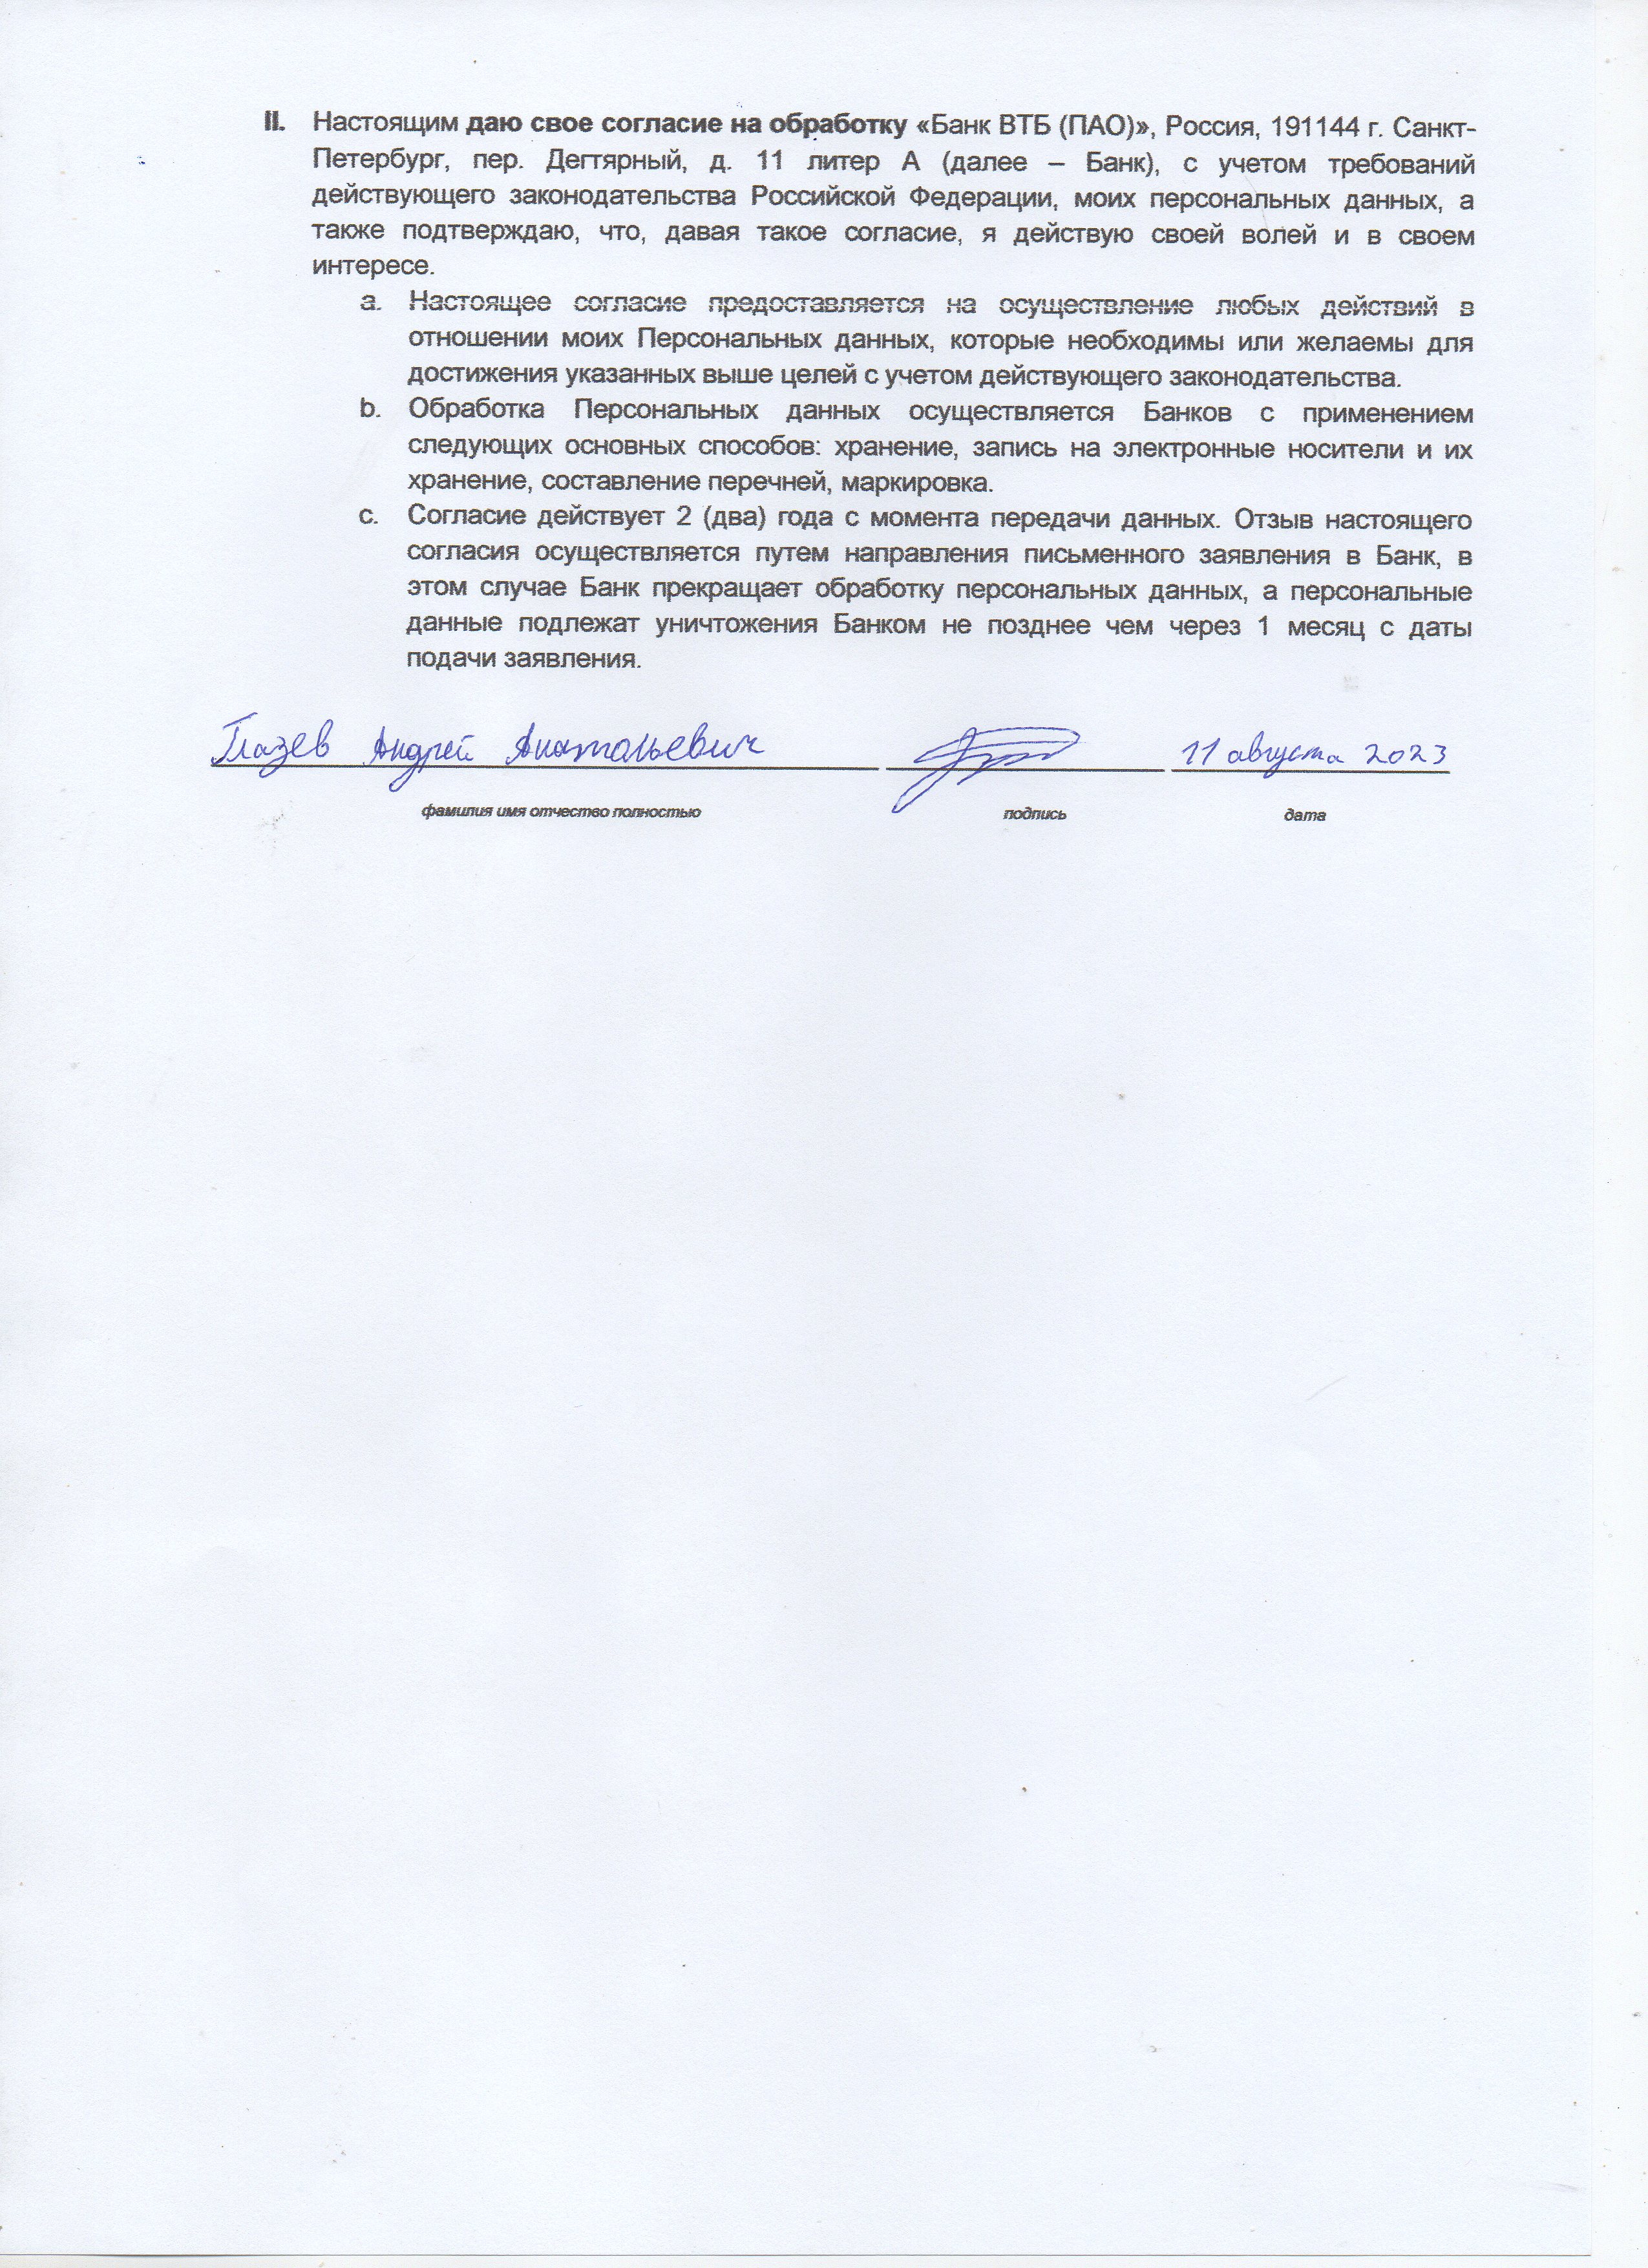 II. Настоящим даю свое согласие на обработку «Банк ВТБ (ПАО)», Россия, 191144 г. Санкт-
Петербург, пер. Дегтярный, д. 11 литер А (далее – Банк), с учетом требований
действующего законодательства Российской Федерации, моих персональных данных, а
также подтверждаю, что, давая такое согласие, я действую своей волей и в своем
интересе.
a. Настоящее согласие предоставляется на осуществление любых действий в
отношении моих Персональных данных, которые необходимы или желаемы для
достижения указанных выше целей с учетом действующего законодательства.
b. Обработка Персональных данных осуществляется Банков с применением
следующих основных способов: хранение, запись на электронные носители и их
хранение, составление перечней, маркировка.
c. Согласие действует 2 (два) года с момента передачи данных. Отзыв настоящего
согласия осуществляется путем направления письменного заявления в Банк, в
этом случае Банк прекращает обработку персональных данных, а персональные
данные подлежат уничтожения Банком не позднее чем через 1 месяц с даты
подачи заявления.
Глазев Андрей Анатольевич 11 августа 2023
фамилия имя отчество полностью подпись дата